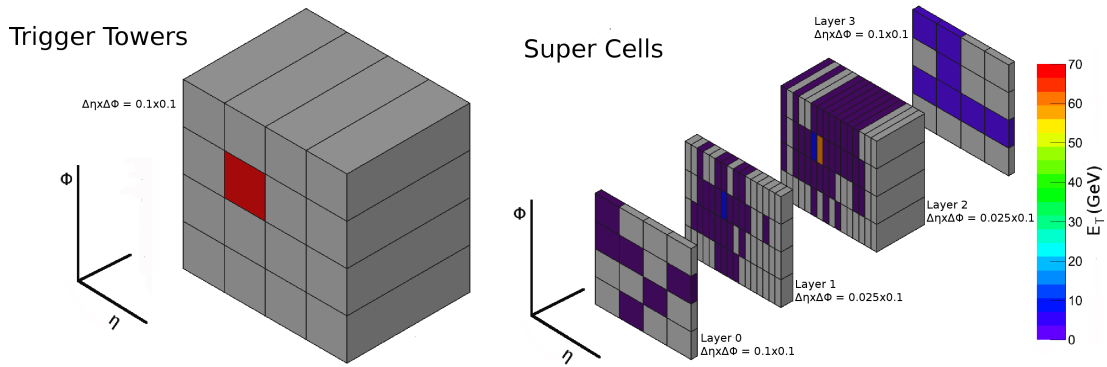 Trigger Towers
ΔηxΔΦ = 0.1x0.1
Φ
η
Super Cells
Φ
η
Layer 0
ΔηxΔΦ = 0.1x0.1
Layer 1
ΔηxΔΦ = 0.025x0.1
Layer 2
ΔηxΔΦ = 0.025x0.1
Layer 3
ΔηxΔΦ = 0.1x0.1
70
60
50
40
30
20
10
0
E_T (GeV)